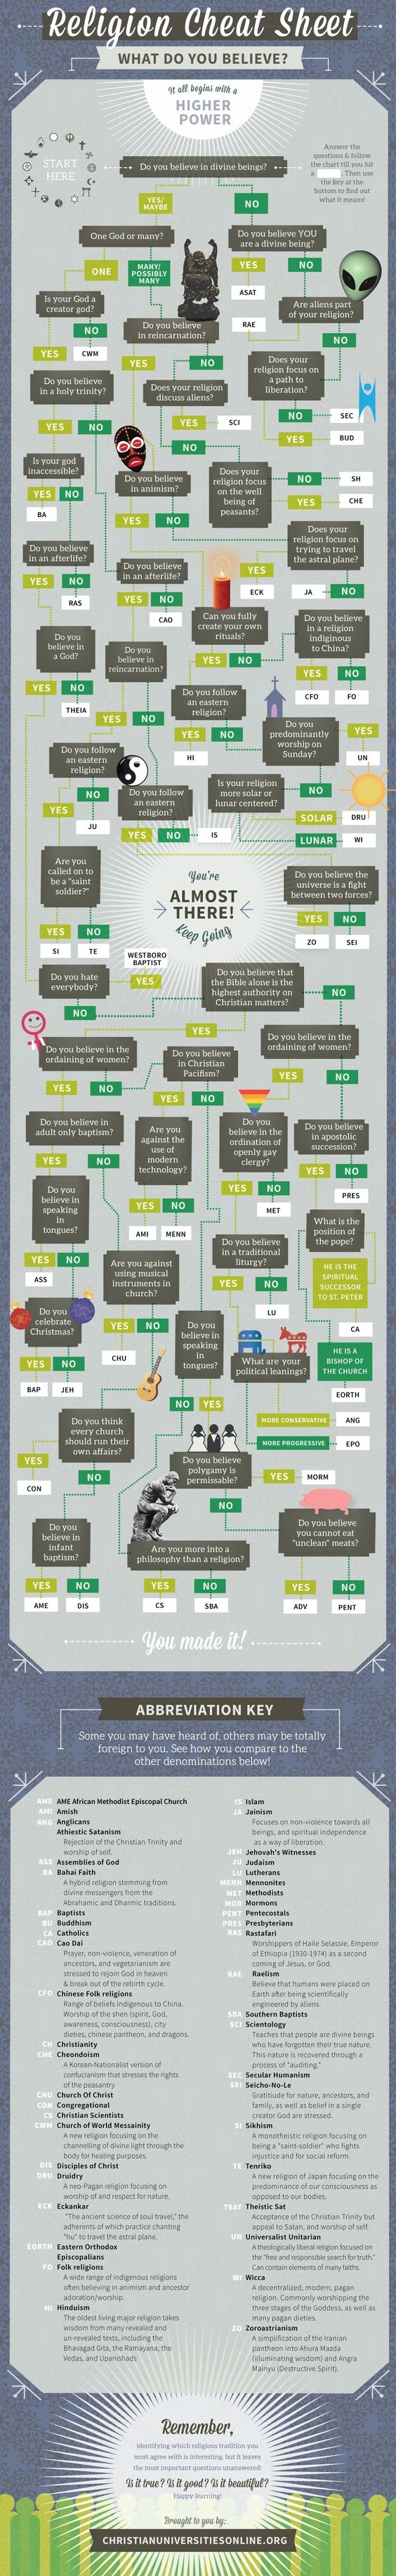 Religion Cheat Sheet
WHAT DO YOU BELIEVE?
It all begins with a
HIGHER
POWER
START
HERE
Answer the
questions & follow
the chart till you hit
a
. Then use
the key at the
bottom to find out
what it means!
Do you believe in divine beings?
YES/
MAYBE
NO
One God or many?
Do you believe YOU
are a divine being?
ONE
MANY/
POSSIBLY
MANY
YES
NO
ASAT
Is your God a
creator god?
Are aliens part
of your religion?
NO
RAE
Do you believe
in reincarnation?
NO
YES
CWM
YES
NO
Does your
religion focus on
a path to
liberation?
Do you believe
in a holy trinity?
Does your religion
discuss aliens?
NO
SEC
YES
NO
YES
SCI
YES
BUD
NO
Is your god
inaccessible?
Do you believe
in animism?
Does your
religion focus
on the well
being of
peasants?
NO
SH
YES
CHE
YES
NO
BA
YES
NO
Does your
religion focus on
trying to travel
the astral plane?
Do you believe
in an afterlife?
Do you believe
in an afterlife?
YES
ECK
JA
NO
YES
NO
RAS
YES
NO
CAO
Can you fully
create your own
rituals?
Do you believe
in a religion
indiginous
to China?
Do you
believe in
a God?
Do you
believe in
reincarnation?
YES
NO
YES
NO
CFO
FO
YES
NO
THEIA
Do you follow
an eastern
religion?
YES
NO
Do you
predominantly
worship on
Sunday?
YES
UN
YES
NO
HI
Do you follow
an eastern
religion?
NO
YES
JU
Do you follow
an eastern
religion?
Is your religion
more solar or
lunar centered?
NO
SOLAR
DRU
YES
NO
IS
LUNAR
WI
Are you
called on to
be a "saint
soldier?"
You're
ALMOST
THERE!
Keep Going
Do you believe the
universe is a fight
between two forces?
YES
NO
SI
TE
YES
NO
ZO
SEI
WESTBORO
BAPTIST
Do you hate
everybody?
YES
NO
Do you believe that
the Bible alone is the
highest authority on
Christian matters?
NO
YES
Do you believe in the
ordaining of women?
Do you believe
in Christian
Pacifism?
Do you believe in the
ordaining of women?
YES
NO
YES
NO
YES
NO
Do you believe in
adult only baptism?
Are you
against the
use of
modern
technology?
Do you
believe in the
ordination of
openly gay
clergy?
Do you believe
in apostolic
succession?
YES
NO
YES
NO
YES
NO
MET
YES
NO
PRES
Do you
believe in
speaking
in
tongues?
AMI
MENN
What is the
position of
the pope?
YES
NO
ASS
Are you against
using musical
instruments in
church?
Do you believe
in a traditional
liturgy?
HE IS THE
SPIRITUAL
SUCCESSOR
TO ST. PETER
YES
NO
LU
CA
Do you
celebrate
Christmas?
YES
NO
CHU
Do you
believe in
speaking
in
tongues?
What are your
political leanings?
HE IS A
BISHOP OF
THE CHURCH
EORTH
YES
NO
BAP
JEH
NO
YES
MORE CONSERVATIVE
ANG
MORE PROGRESSIVE
EPO
Do you think
every church
should run their
own affairs?
YES
CON
NO
Do you believe
polygamy is
permissable?
YES
MORM
NO
Do you
believe in
infant
baptism?
Are you more into a
philosophy than a religion?
Do you believe
you cannot eat
"unclean" meats?
YES
NO
AME
DIS
YES
NO
CS
SBA
YES
NO
ADV
PENT
You made it!
ABBREVIATION KEY
Some you may have heard of, others may be totally
foreign to you. See how you compare to the
other denominations below!
AME AME African Methodist Episcopal Church
AMI Amish
ANG Anglicans
Athiestic Satanism
Rejection of the Christian Trinity and
worship of self.
ASS Assemblies of God
BA Bahai Faith
A hybrid religion stemming from
divine messengers from the
Abrahamic and Dharmic traditions.
BAP Baptists
BU Buddhism
CA Catholics
CAO Cao Dai
Prayer, non-violence, veneration of
ancestors, and vegetarianism are
stressed to rejoin God in heaven
& break out of the rebirth cycle.
CFO Chinese Folk religions
Range of beliefs indigenous to China.
Worship of the shen (spirit, God,
awareness, consciousness), city
dieties, chinese pantheon, and dragons.
CH Christianity
CHE Cheondoism
A Korean-Nationalist version of
confucianism that stresses the rights
of the peasantry
CHU Church Of Christ
CON Congregational
CS Christian Scientists
CWM Church of World Messainity
A new religion focusing on the
channelling of divine light through the
body for healing purposes.
DIS Disciples of Christ
DRU Druidry
A neo-Pagan religion focusing on
worship of and respect for nature.
ECK Eckankar
"The ancient science of soul travel," the
adherents of which practice chanting
"hu" to travel the astral plane.
EORTH Eastern Orthodox
Episcopalians
FO Folk religions
A wide range of indigenous religions
often believing in animism and ancestor
adoration/worship.
HI Hinduism
The oldest living major religion takes
wisdom from many revealed and
un-revealed texts, including the
Bhavagad Gita, the Ramayana, the
Vedas, and Upanishads
IS Islam
JA Jainism
Focuses on non-violence towards all
beings, and spiritual independence
as a way of liberation.
JEH Jehovah's Witnesses
JU Judaism
LU Lutherans
MENN Mennonites
MET Methodists
MOR Mormons
PENT Pentecostals
PRES Presbyterians
RAS Rastafari
Worshippers of Haile Selassie, Emperor
of Ethiopia (1930-1974) as a second
coming of Jesus, or God.
RAE Raelism
Believe that humans were placed on
Earth after being scientifically
engineered by aliens
SBA Southern Baptists
SCI Scientology
Teaches that people are divine beings
who have forgotten their true nature.
This nature is recovered through a
process of "auditing."
SEC Secular Humanism
SEI Seicho-No-Le
Gratitiude for nature, ancestors, and
family, as well as belief in a single
creator God are stressed.
SI Sikhism
A monotheistic religion focusing on
being a "saint-soldier" who fights
injustice and for social reform.
TE Tenriko
A new religion of Japan focusing on the
predominance of our consciousness as
opposed to our bodies.
TSAT Theistic Sat
Acceptance of the Christian Trinity but
appeal to Satan, and worship of self.
UN Universalist Unitarian
A theologically liberal religion focused on
the "free and responsible search for truth."
Can contain elements of many faiths.
WI Wicca
A decentralized, modern, pagan
religion. Commonly worshipping the
three stages of the Goddess, as well as
many pagan dieties.
ZO Zoroastrianism
A simplification of the Iranian
pantheon into Ahura Mazda
(illuminating wisdom) and Angra
Mainyu (Destructive Spirit).
Remember,
identifying which religious tradition you
most agree with is interesting, but it leaves
the most important questions unanswered:
Is it true? Is it good? Is it beautiful?
Happy learning!
Brought to you by:
CHRISTIANUNIVERSITIESONLINE.ORG